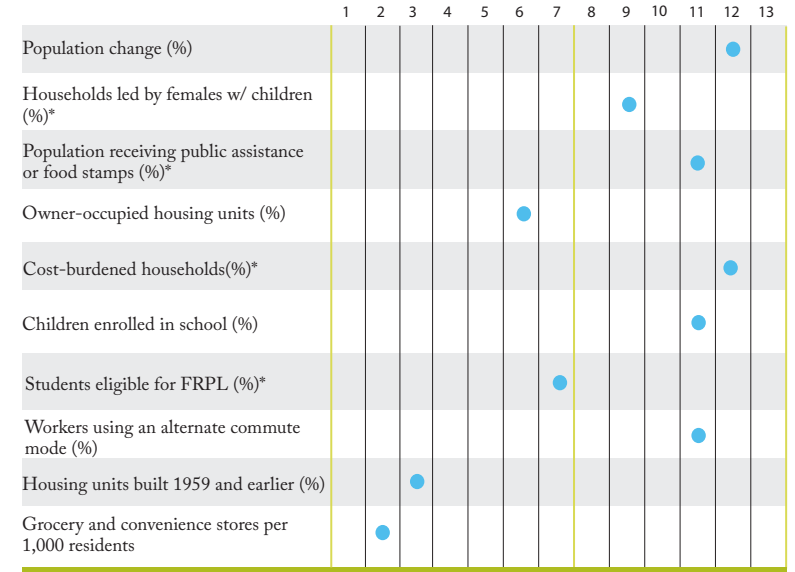 1 2 3 4 5 6 7 8 9 10 11 12 13
Population change (%)
Households led by females w/ children
(%)*
Population receiving public assistance
or food stamps (%)*
Owner-occupied housing units (%)
Cost-burdened households(%)*
Children enrolled in school (%)
Students eligible for FRPL (%)*
Workers using an alternate commute
mode (%)
Housing units built 1959 and earlier (%)
Grocery and convenience stores per
1,000 residents